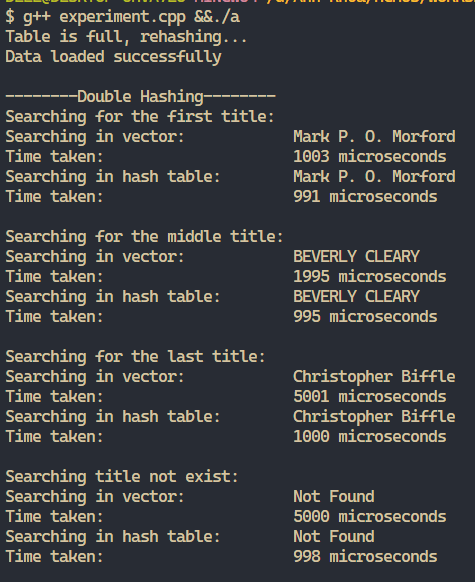 $ g++ experiment.cpp &&./a
Table is full, rehashing...
Data loaded successfully
--------Double Hashing--------
Searching for the first title:
Searching in vector: Mark P. O. Morford
Time taken: 1003 microseconds
Searching in hash table: Mark P. O. Morford
Time taken: 991 microseconds
Searching for the middle title:
Searching in vector: BEVERLY CLEARY
Time taken: 1995 microseconds
Searching in hash table: BEVERLY CLEARY
Time taken: 995 microseconds
Searching for the last title:
Searching in vector: Christopher Biffle
Time taken: 5001 microseconds
Searching in hash table: Christopher Biffle
Time taken: 1000 microseconds
Searching title not exist:
Searching in vector: Not Found
Time taken: 5000 microseconds
Searching in hash table: Not Found
Time taken: 998 microseconds